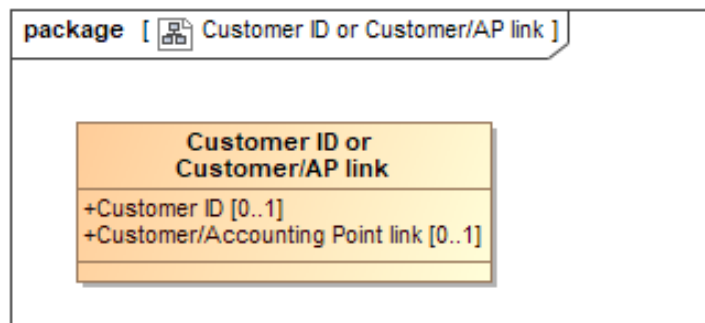 package [ Customer ID or Customer/AP link ]
Customer ID or
Customer/AP link
+Customer ID [0..1]
+Customer/Accounting Point link [0..1]